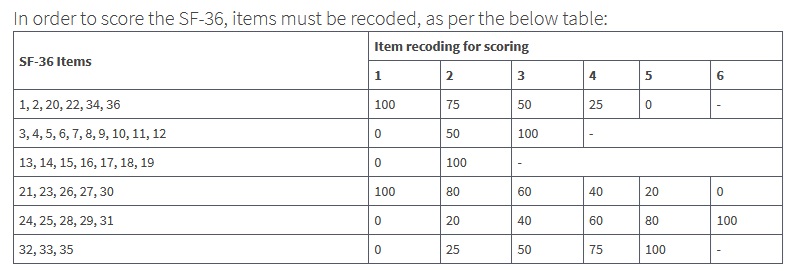 In order to score the SF-36, items must be recoded, as per the below table:
SF-36 Items
Item recoding for scoring
1 2 3 4 5 6
1, 2, 20, 22, 34, 36 100 75 50 25 0 -
3, 4, 5, 6, 7, 8, 9, 10, 11, 12 0 50 100 -
13, 14, 15, 16, 17, 18, 19 0 100 -
21, 23, 26, 27, 30 100 80 60 40 20 0
24, 25, 28, 29, 31 0 20 40 60 80 100
32, 33, 35 0 25 50 75 100 -